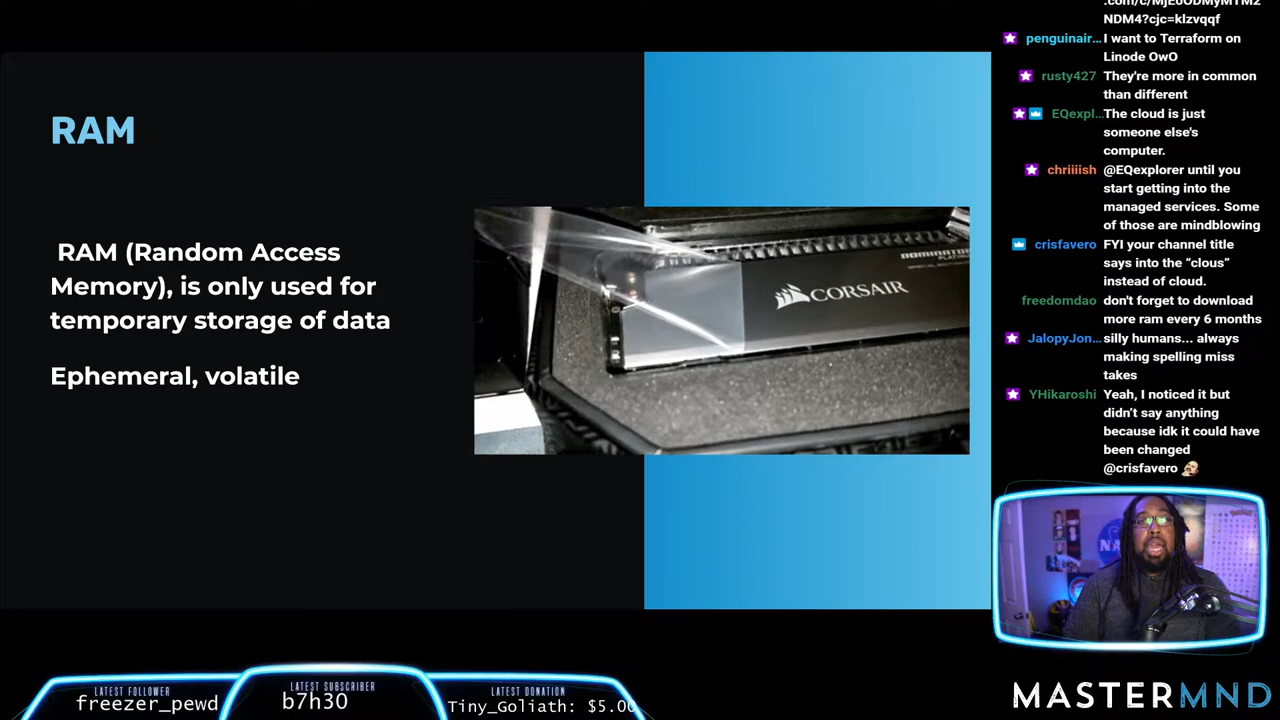 RAM
RAM (Random Access
Memory), is only used for
temporary storage of data
Ephemeral, volatile
CORSAIR
.com/c/MjE0ODMyMTM2
NDM4?cjc=klzvqqf
penguinair... I want to Terraform on
Linode OwO
rusty427 They're more in common
than different
EQexpl... The cloud is just
someone else's
computer.
chriiiish @EQexplorer until you
start getting into the
managed services. Some
of those are mindblowing
crisfavero FYI your channel title
says into the “clous”
instead of cloud.
freedomdao don't forget to download
more ram every 6 months
JalopyJon... silly humans... always
making spelling miss
takes
YHikaroshi Yeah, I noticed it but
didn’t say anything
because idk it could have
been changed
@crisfavero
LATEST FOLLOWER
freezer_pewd
LATEST SUBSCRIBER
b7h30
LATEST DONATION
Tiny_Goliath: $5.00
MASTERMND